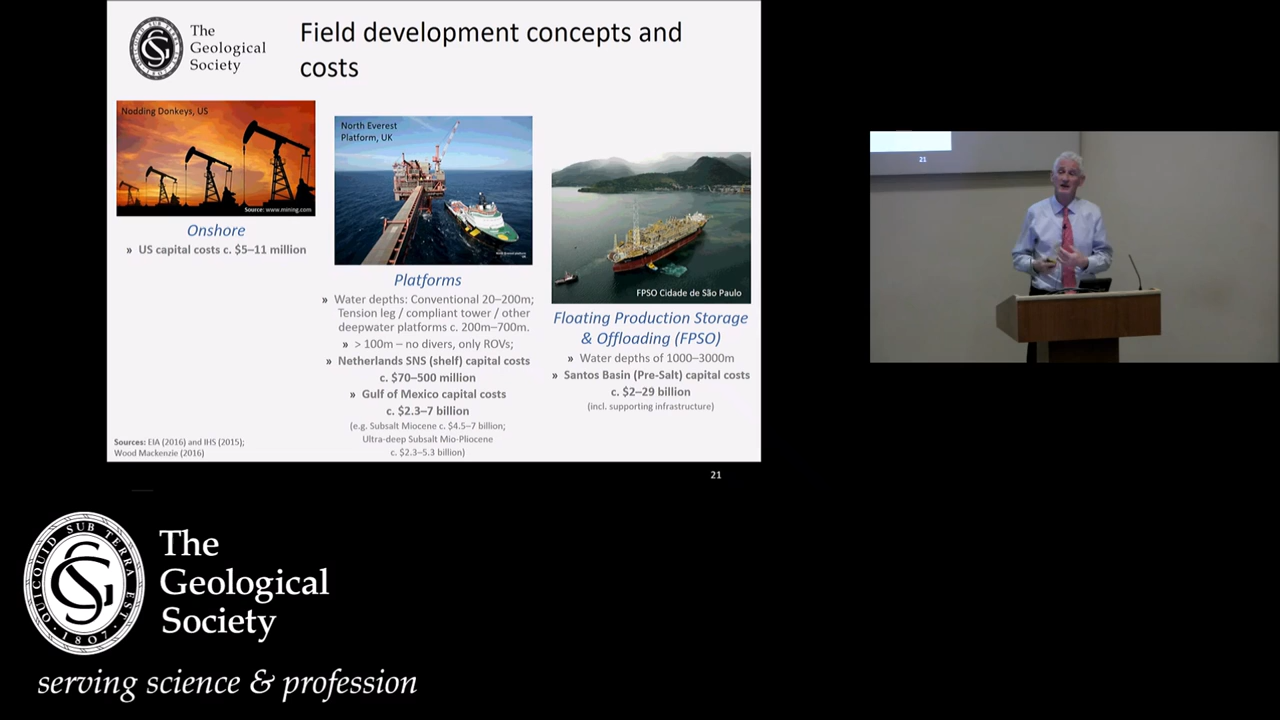 The
Geological
Society
Field development concepts and
costs
Nodding Donkeys, US
Source: www.mining.com
Onshore
» US capital costs c. $5–11 million
North Everest
Platform, UK
Platforms
» Water depths: Conventional 20–200m;
Tension leg / compliant tower / other
deepwater platforms c. 200m–700m.
» > 100m – no divers, only ROVs;
» Netherlands SNS (shelf) capital costs
c. $70–500 million
» Gulf of Mexico capital costs
c. $2.3–7 billion
(e.g. Subsalt Miocene c. $4.5–7 billion;
Ultra-deep Subsalt Mio-Pliocene
c. $2.3–5.3 billion)
FPSO Cidade de São Paulo
Floating Production Storage
& Offloading (FPSO)
» Water depths of 1000–3000m
» Santos Basin (Pre-Salt) capital costs
c. $2–29 billion
(incl. supporting infrastructure)
Sources: EIA (2016) and IHS (2015);
Wood Mackenzie (2016)
21
21
QUICQUID SUB TERRA EST
1807
The
Geological
Society
serving science & profession